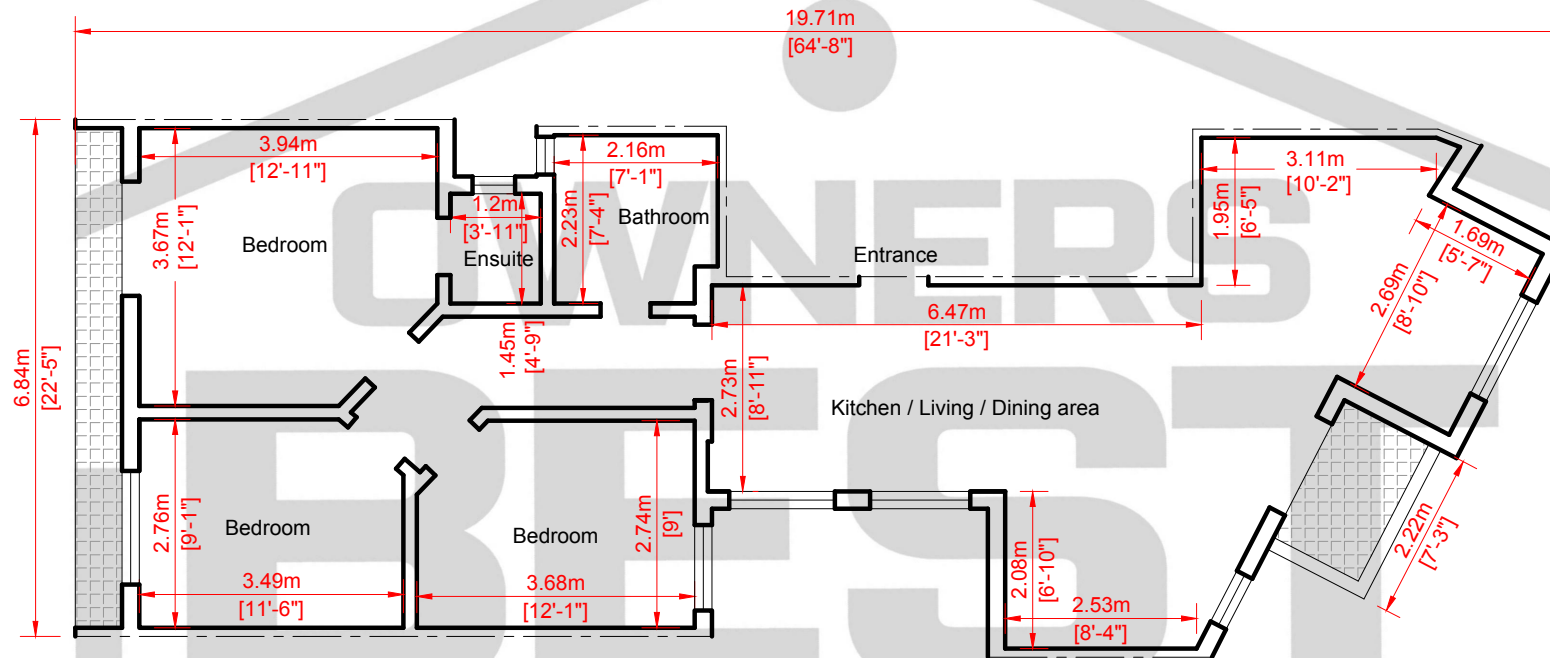 19.71m
[64'-8"]
3.94m
[12'-11"]
2.16m
[7'-1"]
3.11m
[10'-2"]
1.2m
[3'-11"]
2.23m
[7'-4"]
Bathroom
1.95m
[6'-5"]
1.69m
[5'-7"]
3.67m
[12'-1"]
Bedroom
Ensuite
Entrance
2.69m
[8'-10"]
OWNERS
6.47m
[21'-3"]
1.45m
[4'-9"]
6.84m
[22'-5"]
2.73m
[8'-11"]
Kitchen / Living / Dining area
BEST
2.76m
[9'-1"]
Bedroom
2.74m
[9']
Bedroom
2.22m
[7'-3"]
2.08m
[6'-10"]
3.49m
[11'-6"]
3.68m
[12'-1"]
2.53m
[8'-4"]